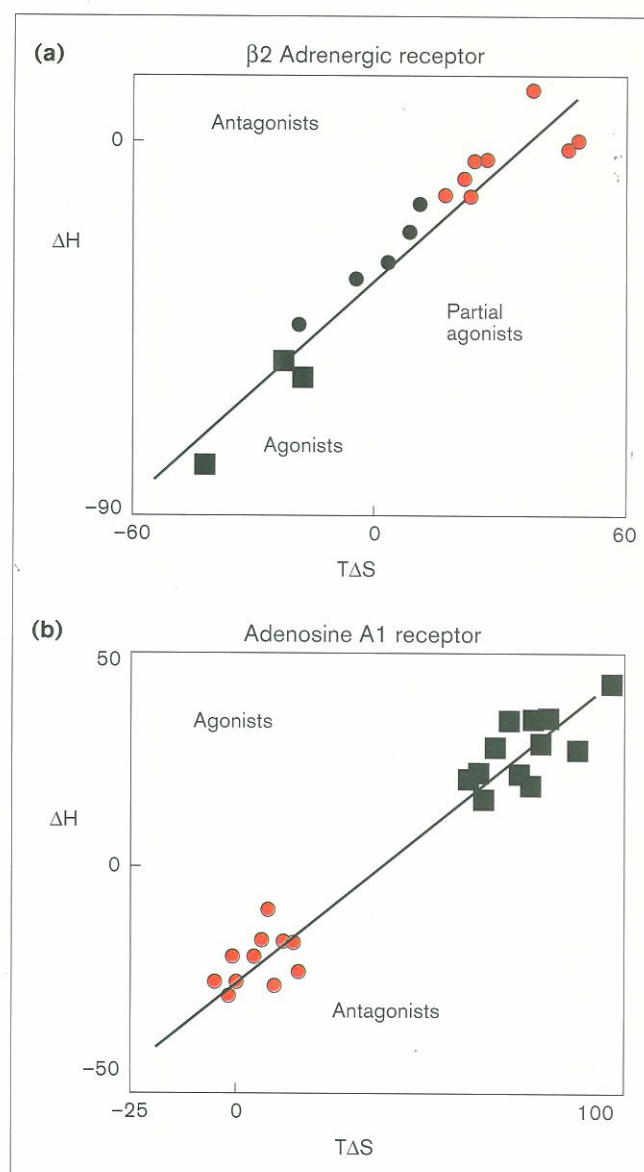 (a)
β2 Adrenergic receptor
Antagonists
0
ΔH
Partial
agonists
Agonists
−90
−60
0
60
TΔS
(b)
Adenosine A1 receptor
50
Agonists
ΔH
0
Antagonists
−50
−25
0
100
TΔS